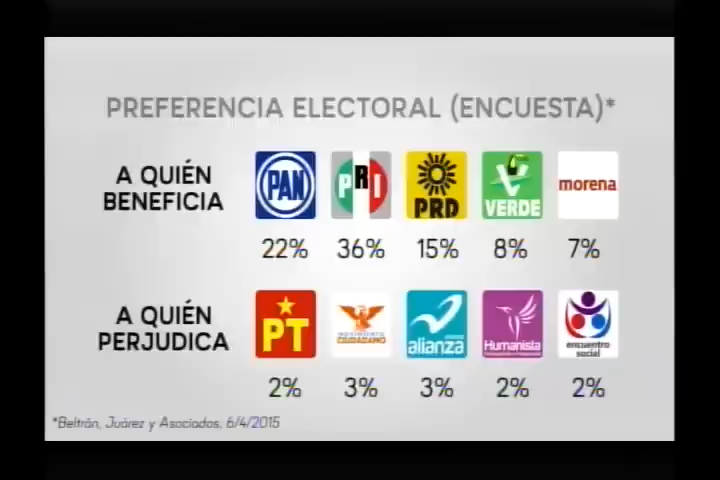 PREFERENCIA ELECTORAL (ENCUESTA)*
A QUIÉN
BENEFICIA
PAN
PRI
PRD
VERDE
morena
22%
36%
15%
8%
7%
A QUIÉN
PERJUDICA
PT
CIUDADANO
alianza
Humanista
encuentro
social
2%
3%
3%
2%
2%
*Beltrán, Juárez y Asociados, 6/4/2015